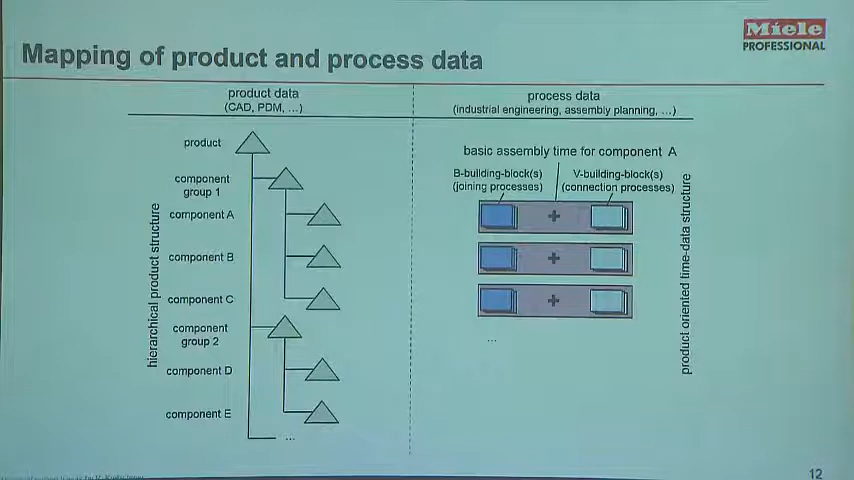 Miele
PROFESSIONAL
Mapping of product and process data
product data
(CAD, PDM, ...)
process data
(industrial engineering, assembly planning, ...)
hierarchical product structure
product
component
group 1
component A
component B
component C
component
group 2
component D
component E
...
basic assembly time for component A
B-building-block(s)
(joining processes)
V-building-block(s)
(connection processes)
+
+
+
...
product oriented time-data structure
12